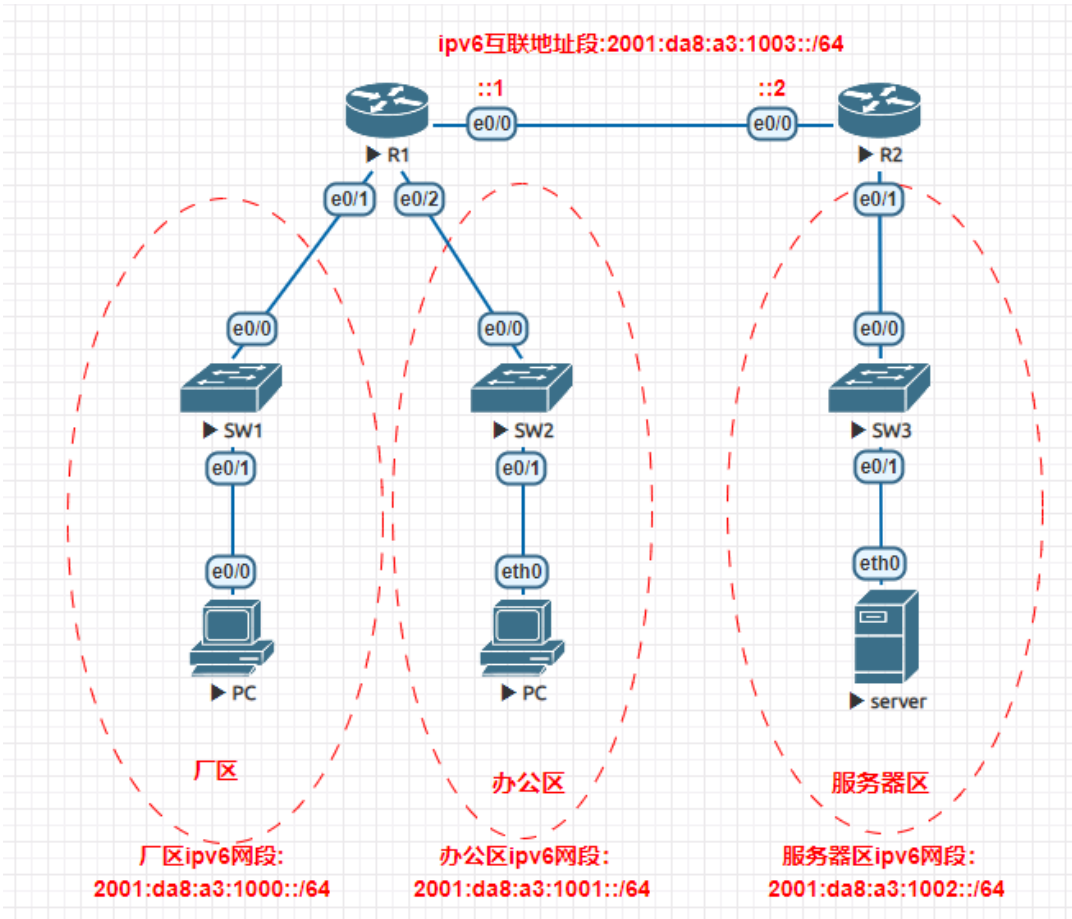 ipv6互联地址段:2001:da8:a3:1003::/64
::1
::2
e0/0
e0/0
R1
R2
e0/1
e0/2
e0/1
e0/0
e0/0
e0/0
SW1
SW2
SW3
e0/1
e0/1
e0/1
e0/0
eth0
eth0
PC
PC
server
厂区
办公区
服务器区
厂区ipv6网段:
2001:da8:a3:1000::/64
办公区ipv6网段:
2001:da8:a3:1001::/64
服务器区ipv6网段:
2001:da8:a3:1002::/64